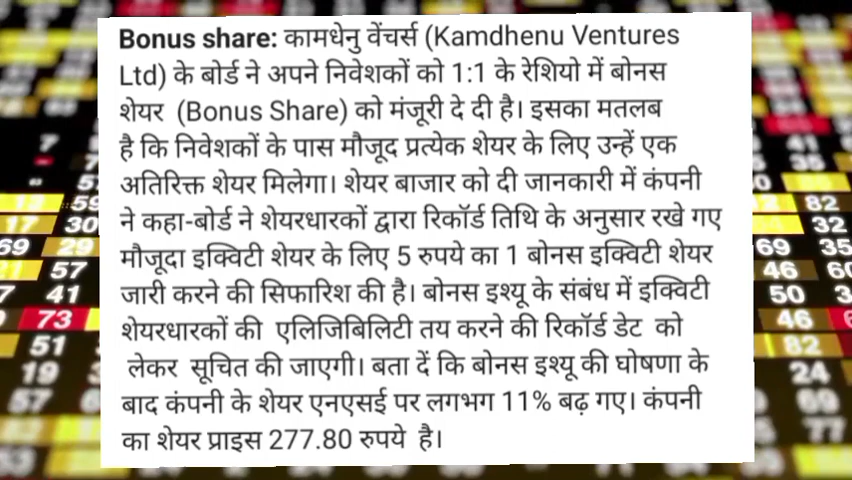 Bonus share: कामधेनु वेंचर्स (Kamdhenu Ventures
Ltd) के बोर्ड ने अपने निवेशकों को 1:1 के रेशियो में बोनस
शेयर (Bonus Share) को मंजूरी दे दी है। इसका मतलब
है कि निवेशकों के पास मौजूद प्रत्येक शेयर के लिए उन्हें एक
अतिरिक्त शेयर मिलेगा। शेयर बाजार को दी जानकारी में कंपनी
ने कहा-बोर्ड ने शेयरधारकों द्वारा रिकॉर्ड तिथि के अनुसार रखे गए
मौजूदा इक्विटी शेयर के लिए 5 रुपये का 1 बोनस इक्विटी शेयर
जारी करने की सिफारिश की है। बोनस इश्यू के संबंध में इक्विटी
शेयरधारकों की एलिजिबिलिटी तय करने की रिकॉर्ड डेट को
लेकर सूचित की जाएगी। बता दें कि बोनस इश्यू की घोषणा के
बाद कंपनी के शेयर एनएसई पर लगभग 11% बढ़ गए। कंपनी
का शेयर प्राइस 277.80 रुपये है।